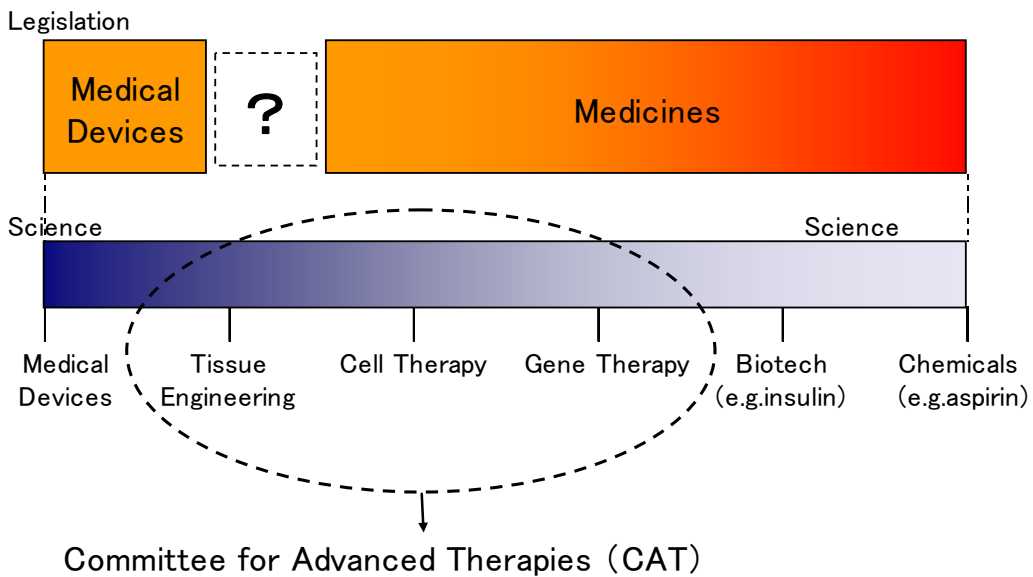 Legislation
Medical
Devices
?
Medicines
Science
Science
Medical
Devices
Tissue
Engineering
Cell Therapy
Gene Therapy
Biotech
(e.g.insulin)
Chemicals
(e.g.aspirin)
Committee for Advanced Therapies (CAT)